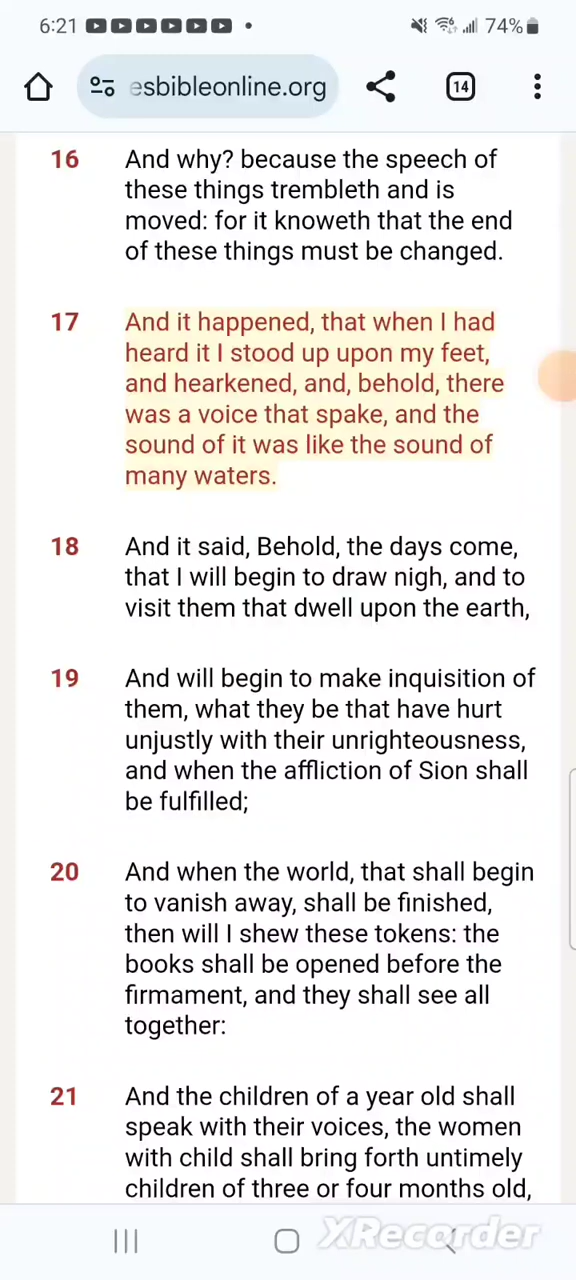 6:21 74%
esbibleonline.org 14
16 And why? because the speech of
these things trembleth and is
moved: for it knoweth that the end
of these things must be changed.
17 And it happened, that when I had
heard it I stood up upon my feet,
and hearkened, and, behold, there
was a voice that spake, and the
sound of it was like the sound of
many waters.
18 And it said, Behold, the days come,
that I will begin to draw nigh, and to
visit them that dwell upon the earth,
19 And will begin to make inquisition of
them, what they be that have hurt
unjustly with their unrighteousness,
and when the affliction of Sion shall
be fulfilled;
20 And when the world, that shall begin
to vanish away, shall be finished,
then will I shew these tokens: the
books shall be opened before the
firmament, and they shall see all
together:
21 And the children of a year old shall
speak with their voices, the women
with child shall bring forth untimely
children of three or four months old,
XRecorder